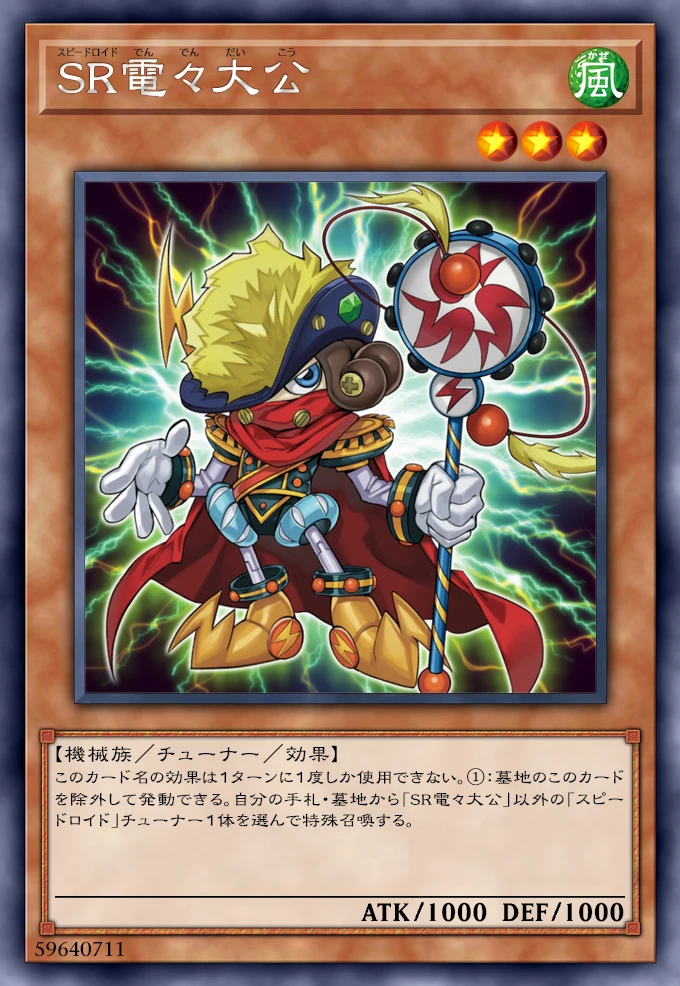 スピードロイド でん でん だい こう
SR電々大公
かぜ
風
【機械族／チューナー／効果】
このカード名の効果は1ターンに1度しか使用できない。①：墓地のこのカード
を除外して発動できる。自分の手札・墓地から「SR電々大公」以外の「スピー
ドロイド」チューナー1体を選んで特殊召喚する。
ATK/1000 DEF/1000
59640711